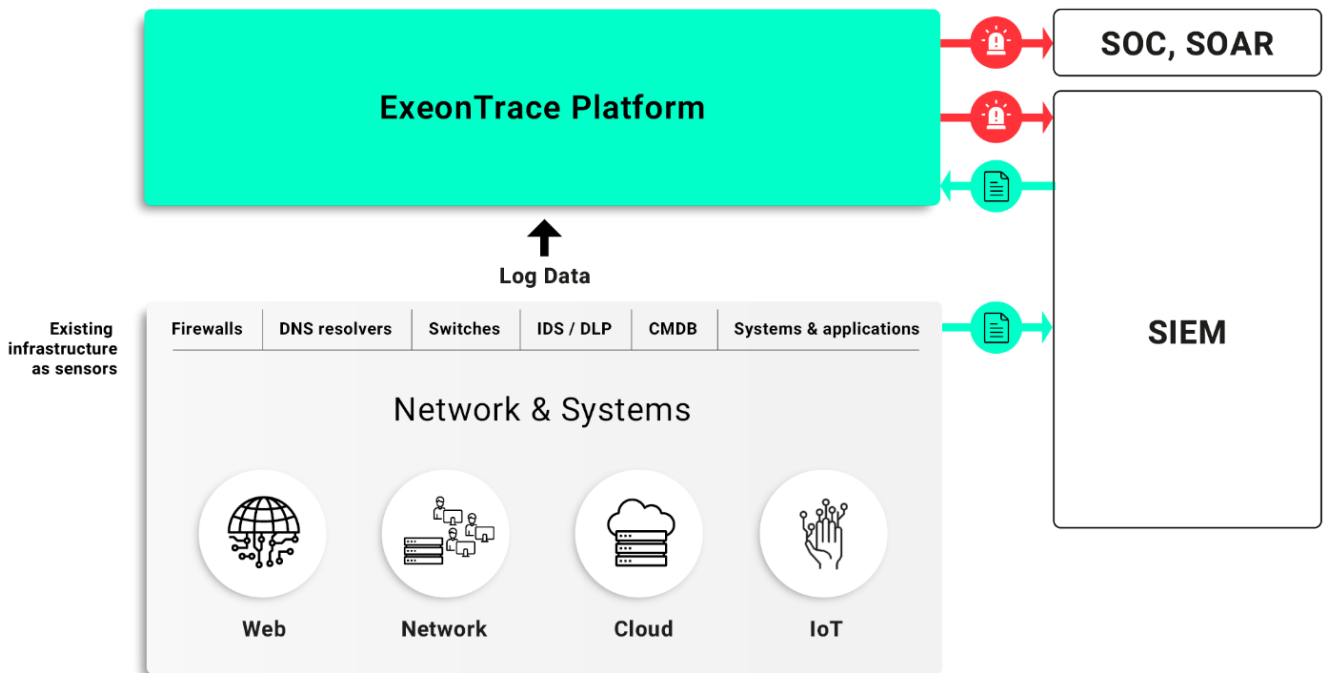 ExeonTrace Platform
SOC, SOAR
SIEM
Log Data
Existing
infrastructure
as sensors
Firewalls
DNS resolvers
Switches
IDS / DLP
CMDB
Systems & applications
Network & Systems
Web
Network
Cloud
IoT